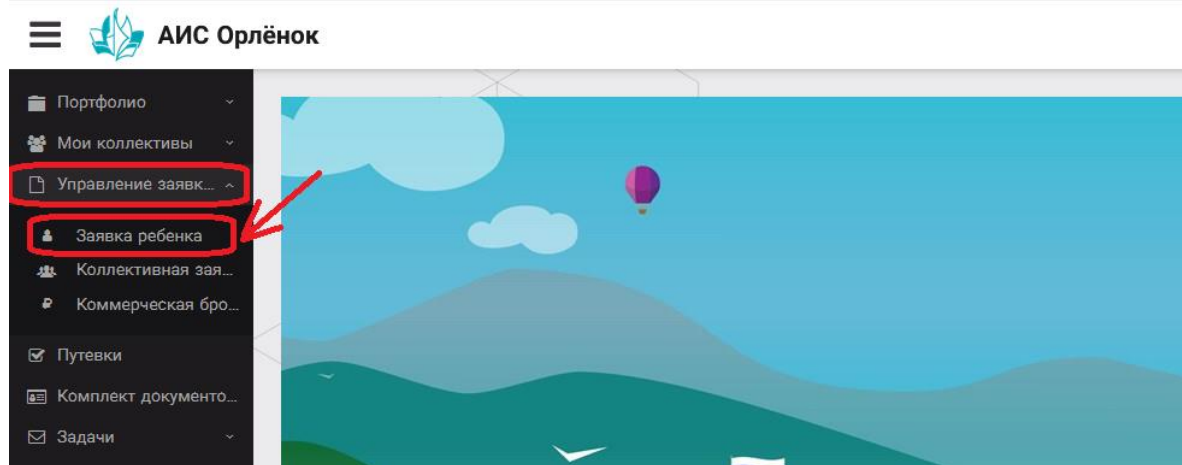 АИС Орлёнок
Портфолио
Мои коллективы
Управление заявк...
Заявка ребенка
Коллективная зая...
Коммерческая бро...
Путевки
Комплект документо...
Задачи